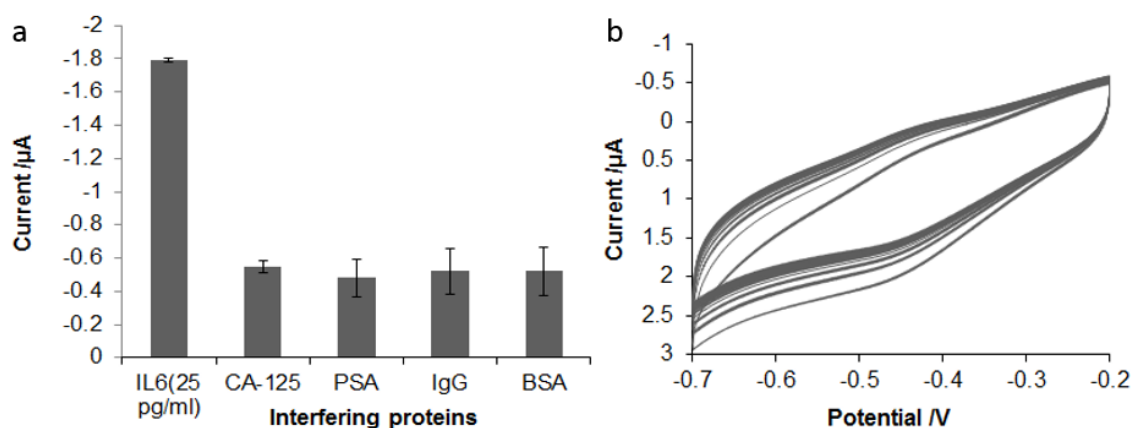 a
-2
-1.8
-1.6
-1.4
-1.2
-1
-0.8
-0.6
-0.4
-0.2
0
Current /µA
IL6(25 pg/ml)
CA-125
PSA
IgG
BSA
Interfering proteins
b
-1
-0.5
0
0.5
1
1.5
2
2.5
3
Current /µA
-0.7
-0.6
-0.5
-0.4
-0.3
-0.2
Potential /V